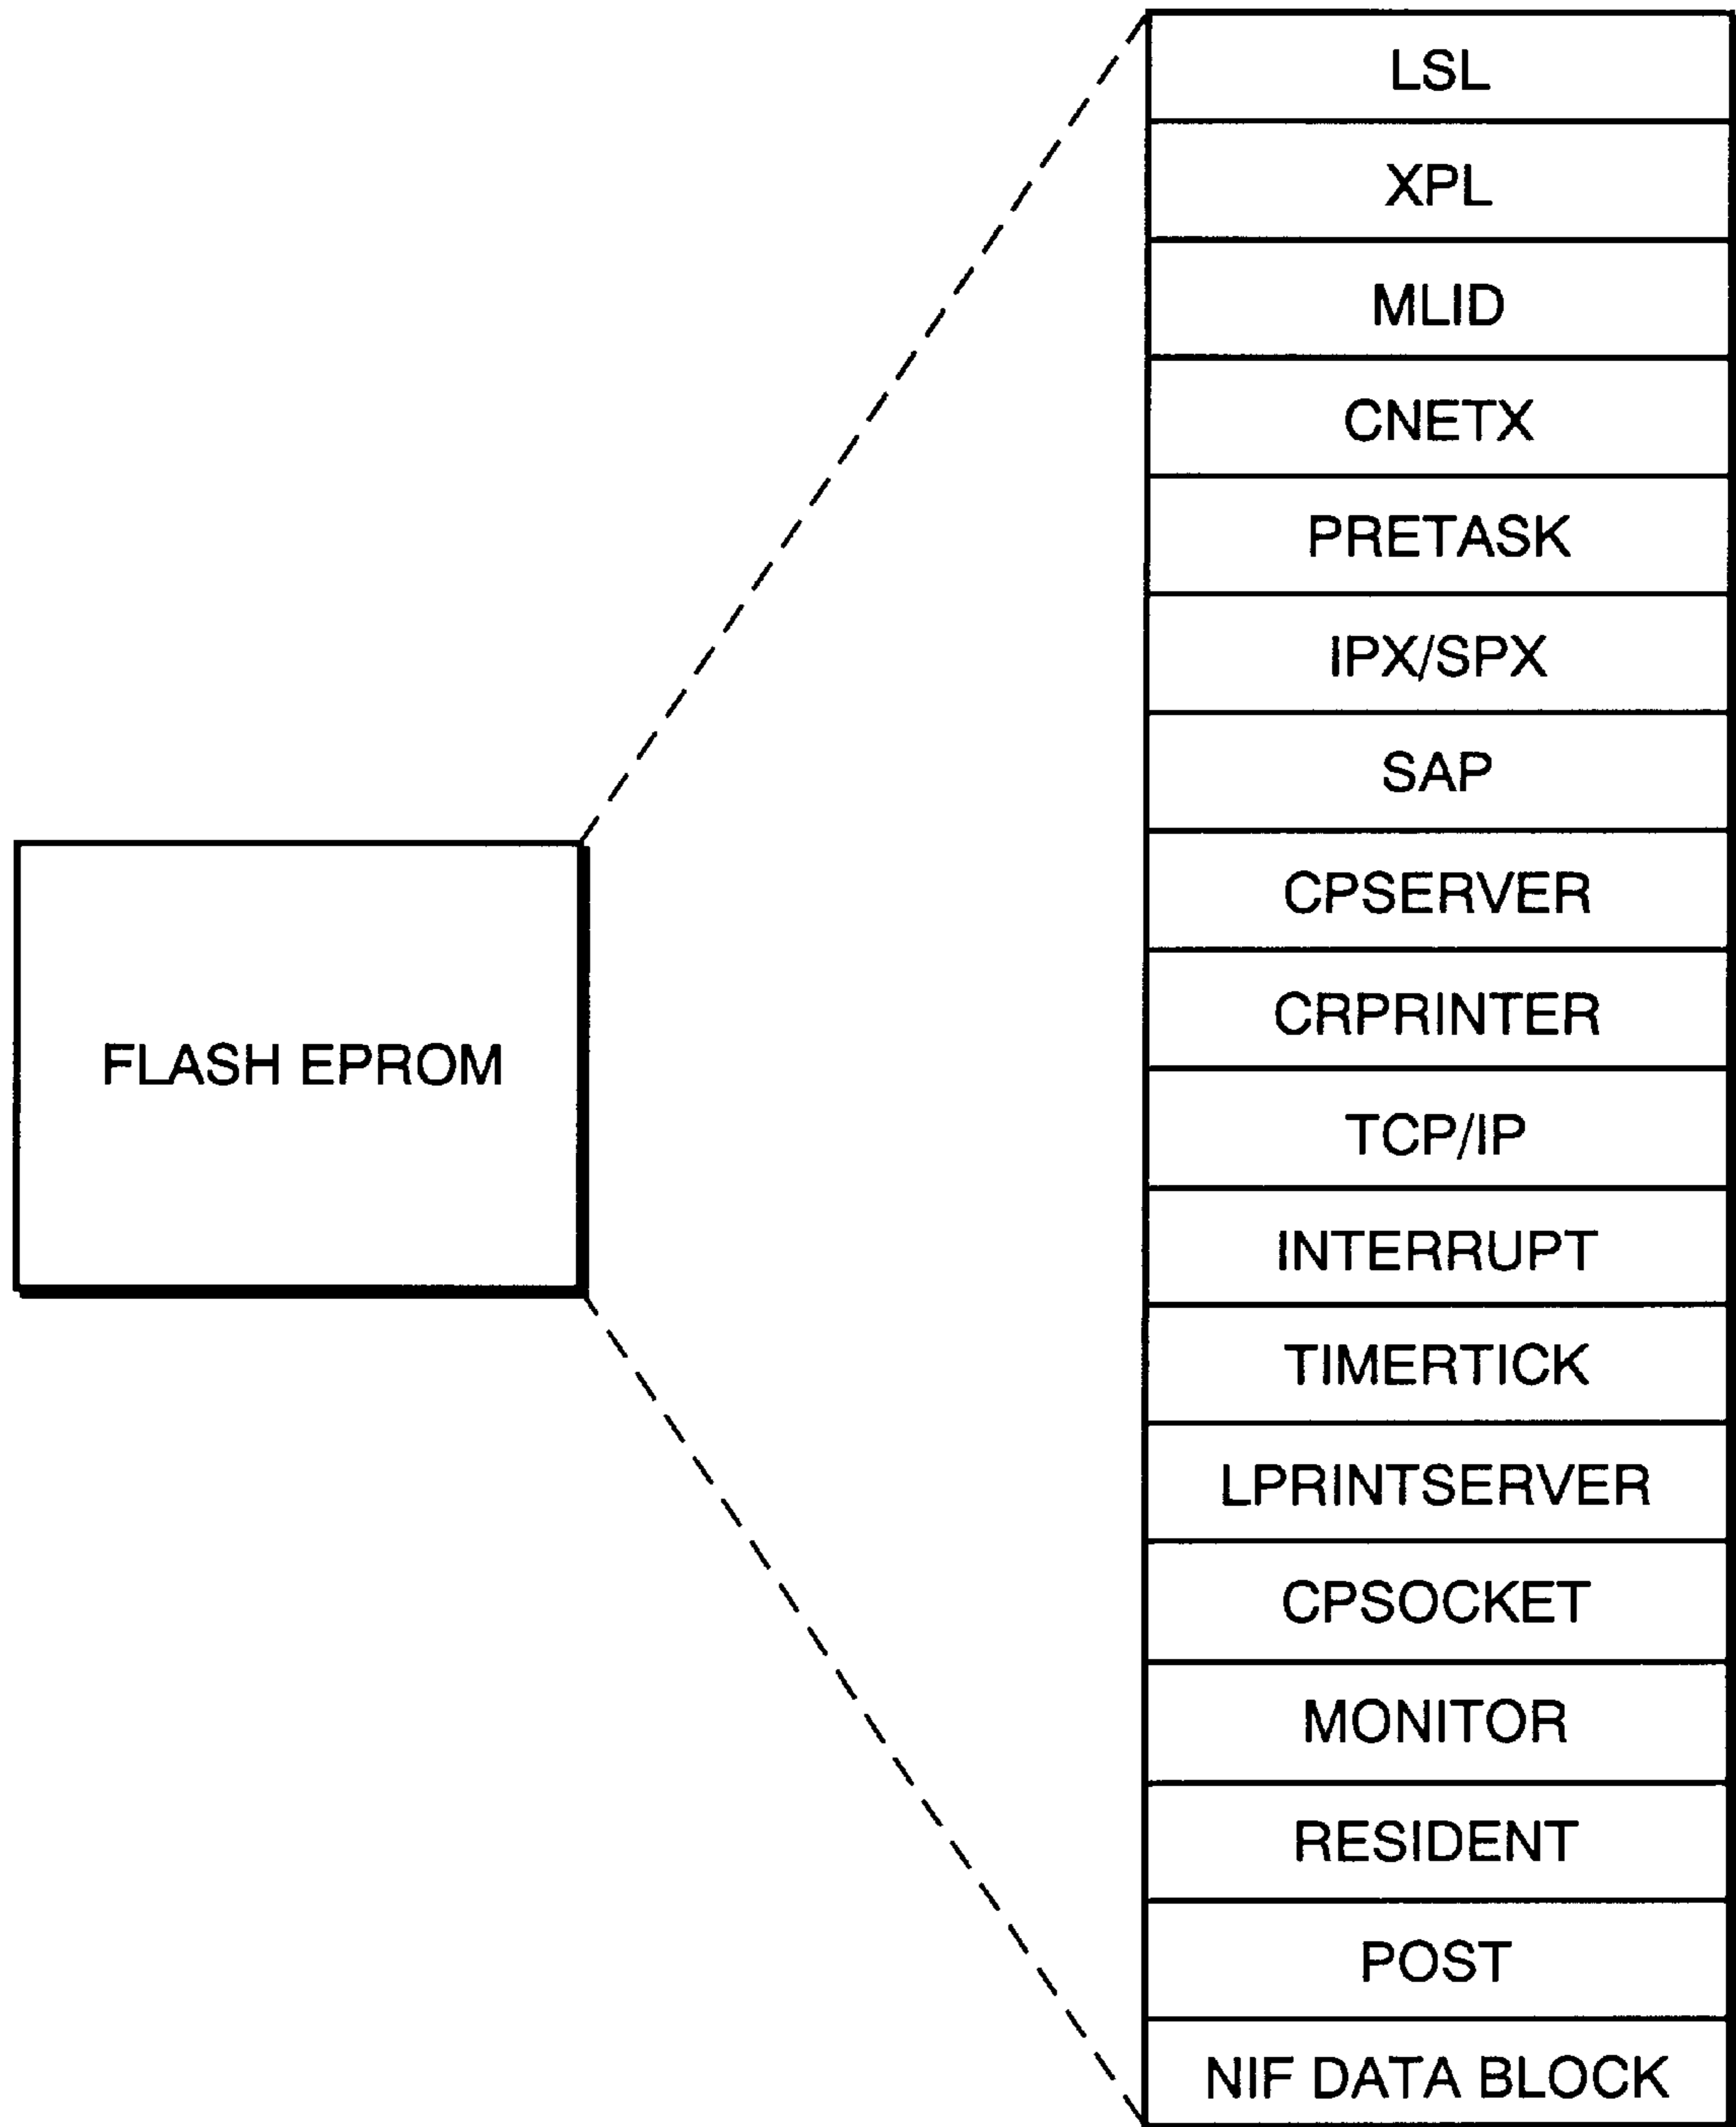 LSL
XPL
MLID
CNETX
PRETASK
IPX/SPX
SAP
CPSERVER
CRPRINTER
FLASH EPROM
TCP/IP
INTERRUPT
TIMERTICK
LPRINTSERVER
CPSOCKET
MONITOR
RESIDENT
POST
NIF DATA BLOCK